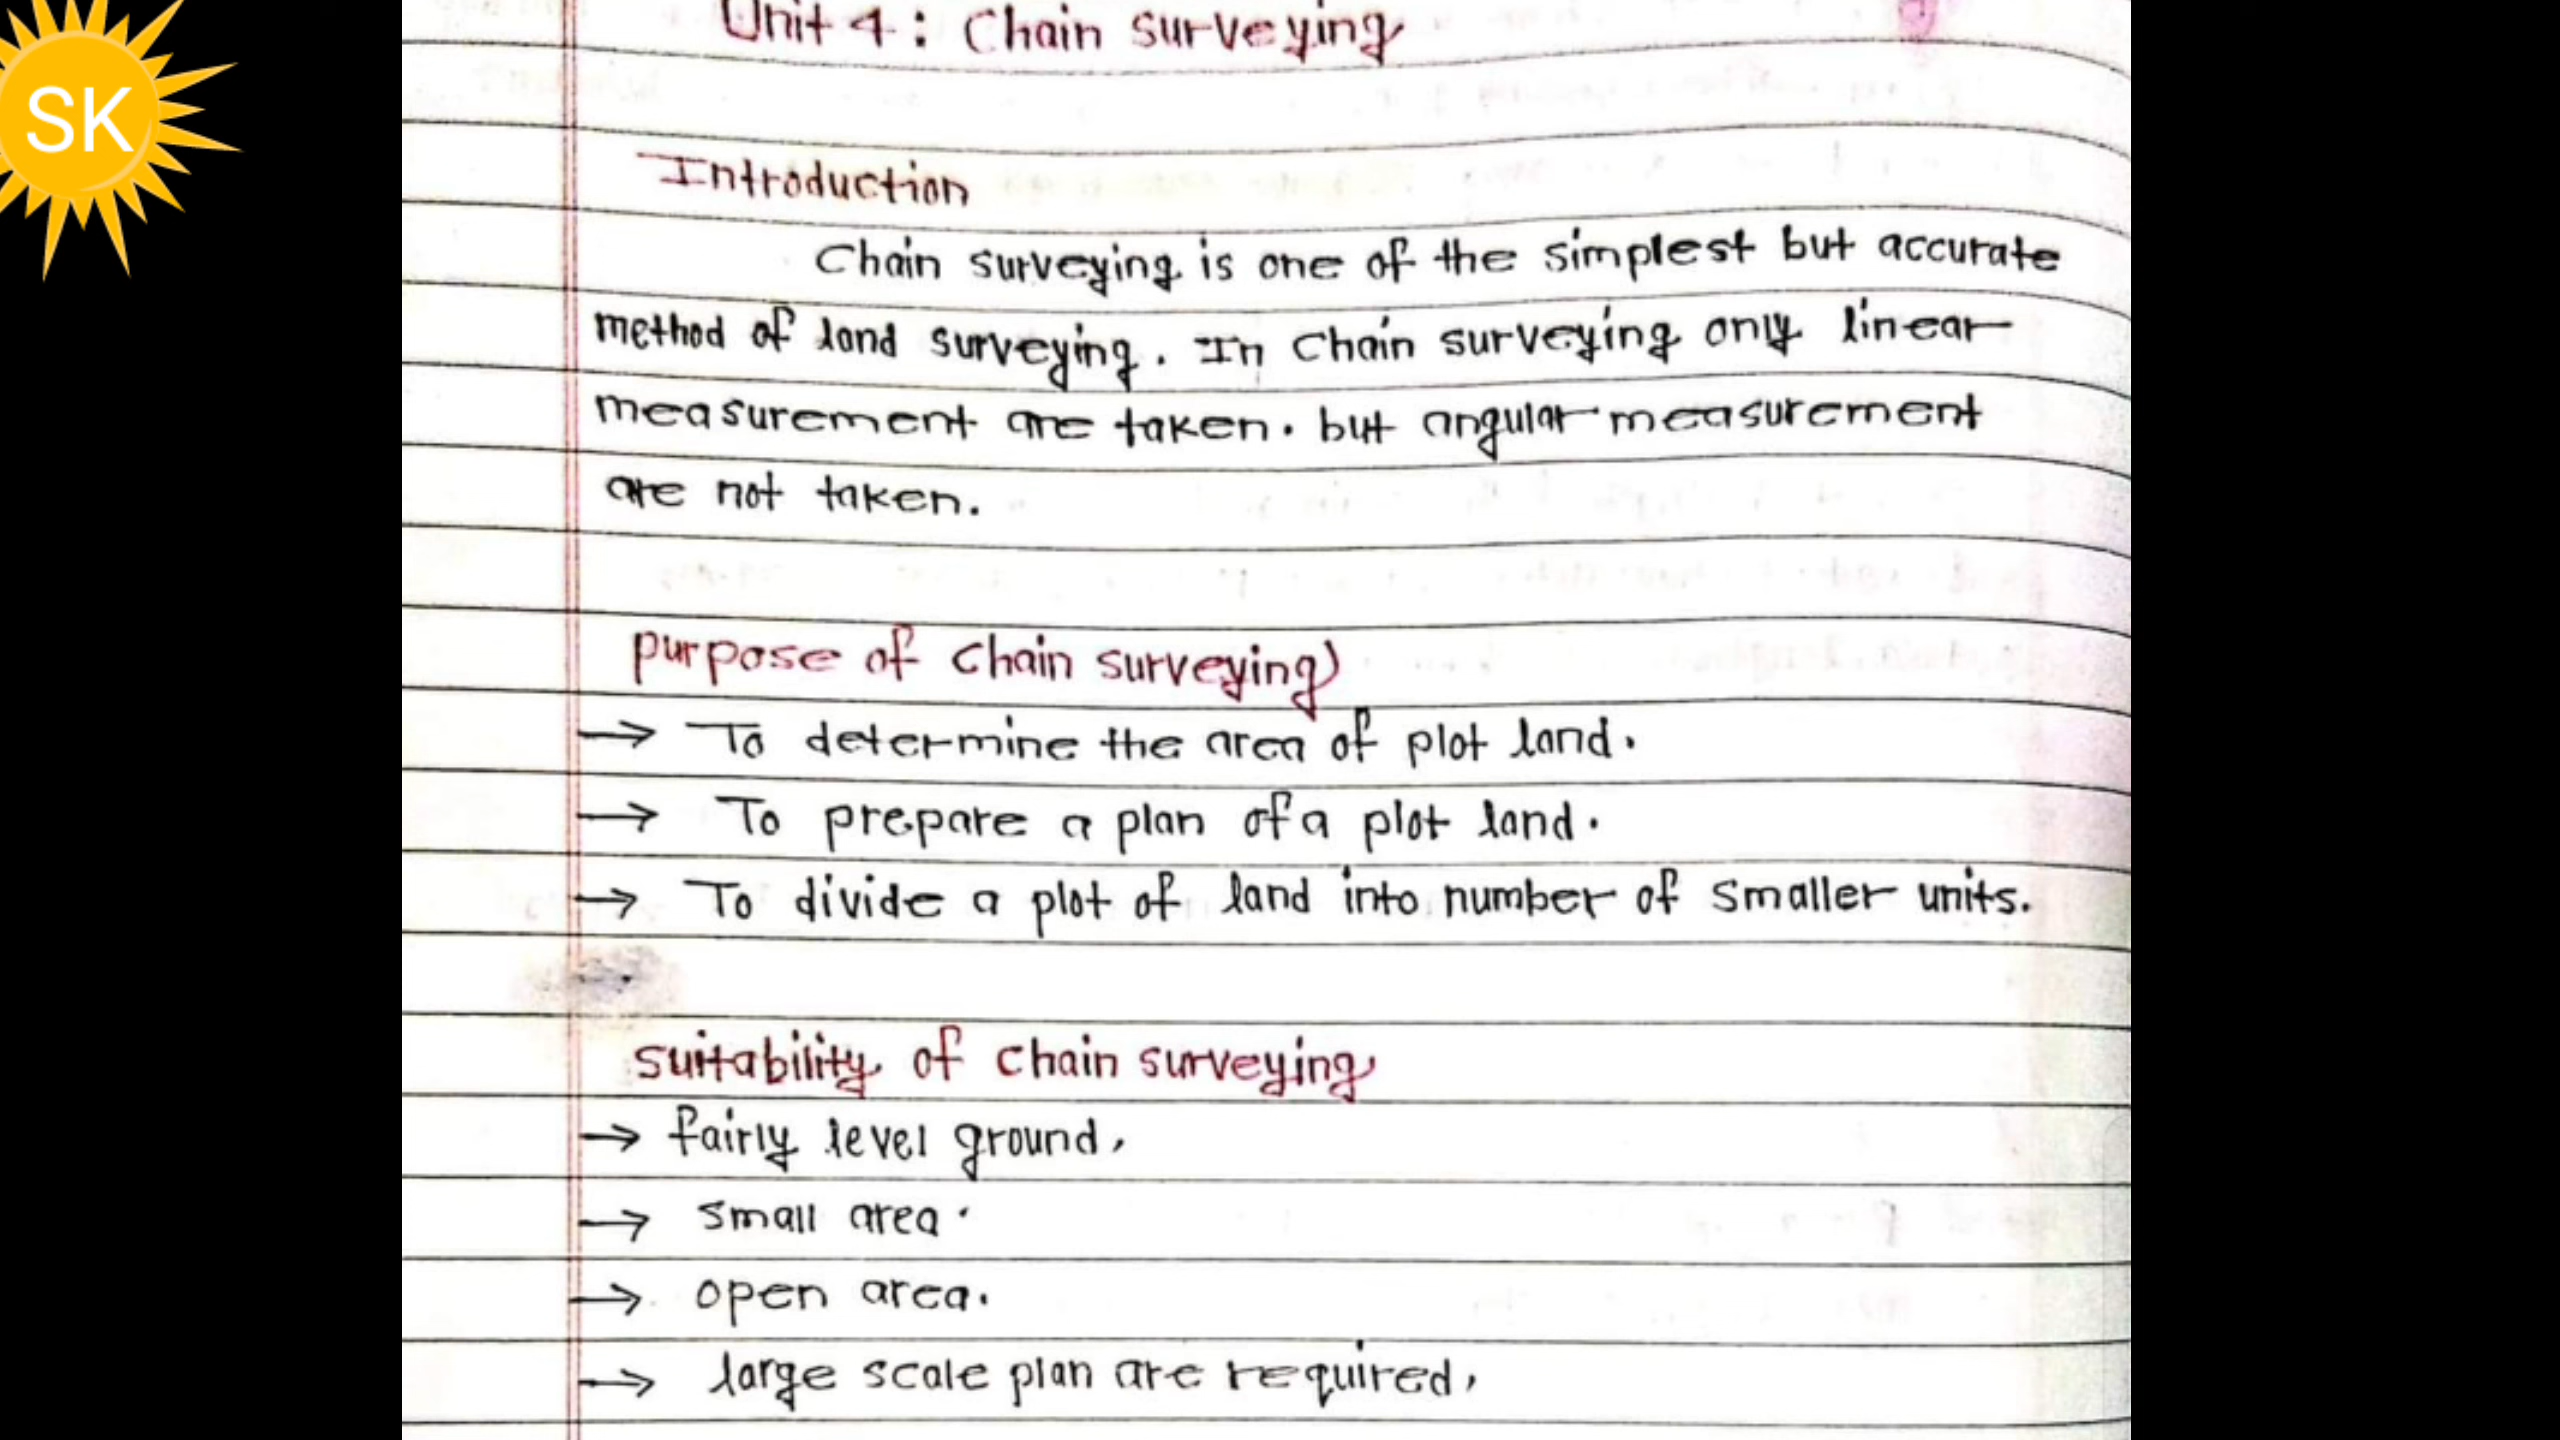 SK
Unit 4 : Chain surveying
Introduction
Chain surveying is one of the simplest but accurate
method of land surveying. In Chain surveying only linear
measurement are taken. but angular measurement
are not taken.
purpose of Chain surveying)
→ To determine the area of plot land.
→ To prepare a plan of a plot land.
→ To divide a plot of land into number of smaller units.
suitability of Chain surveying
→ fairly level ground,
→ small area.
→ open area.
→ large scale plan are required,